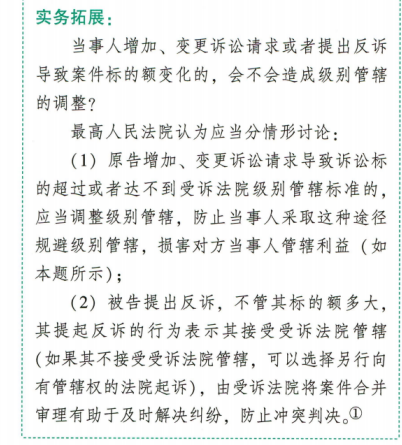 实务拓展：
当事人增加、变更诉讼请求或者提出反诉
导致案件标的额变化的，会不会造成级别管辖
的调整？
最高人民法院认为应当分情形讨论：
（1）原告增加、变更诉讼请求导致诉讼标
的超过或者达不到受诉法院级别管辖标准的，
应当调整级别管辖，防止当事人采取这种途径
规避级别管辖，损害对方当事人管辖利益（如
本题所示）；
（2）被告提出反诉，不管其标的额多大，
其提起反诉的行为表示其接受受诉法院管辖
（如果其不接受受诉法院管辖，可以选择另行向
有管辖权的法院起诉），由受诉法院将案件合并
审理有助于及时解决纠纷，防止冲突判决。①